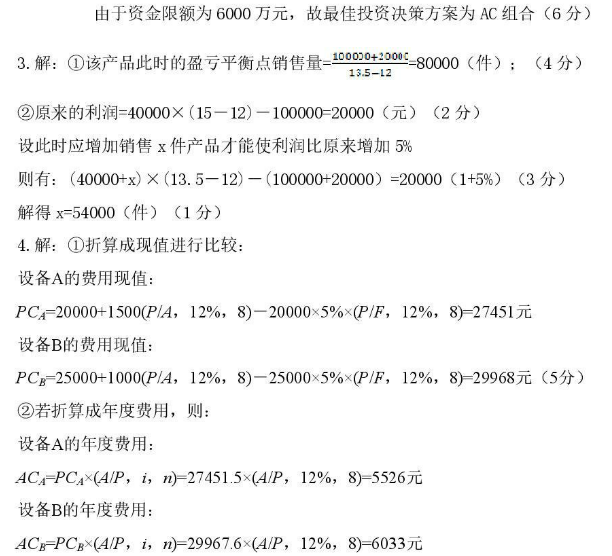 由于资金限额为6000万元，故最佳投资决策方案为AC组合（6分）
3.解：①该产品此时的盈亏平衡点销售量=100000+20000/13.5-12=80000（件）；（4分）
②原来的利润=40000×(15-12)-100000=20000（元）（2分）
设此时应增加销售x件产品才能使利润比原来增加5%
则有：(40000+x)×(13.5-12)-(100000+20000）=20000(1+5%)（3分）
解得x=54000（件）（1分）
4.解：①折算成现值进行比较：
设备A的费用现值：
PCA=20000+1500(P/A，12%，8)-20000×5%×(P/F，12%，8)=27451元
设备B的费用现值：
PCB=25000+1000(P/A，12%，8)-25000×5%×(P/F，12%，8)=29968元（5分）
②若折算成年度费用，则：
设备A的年度费用：
ACA=PCA×(A/P，i，n)=27451.5×(A/P，12%，8)=5526元
设备B的年度费用：
ACB=PCB×(A/P，i，n)=29967.6×(A/P，12%，8)=6033元